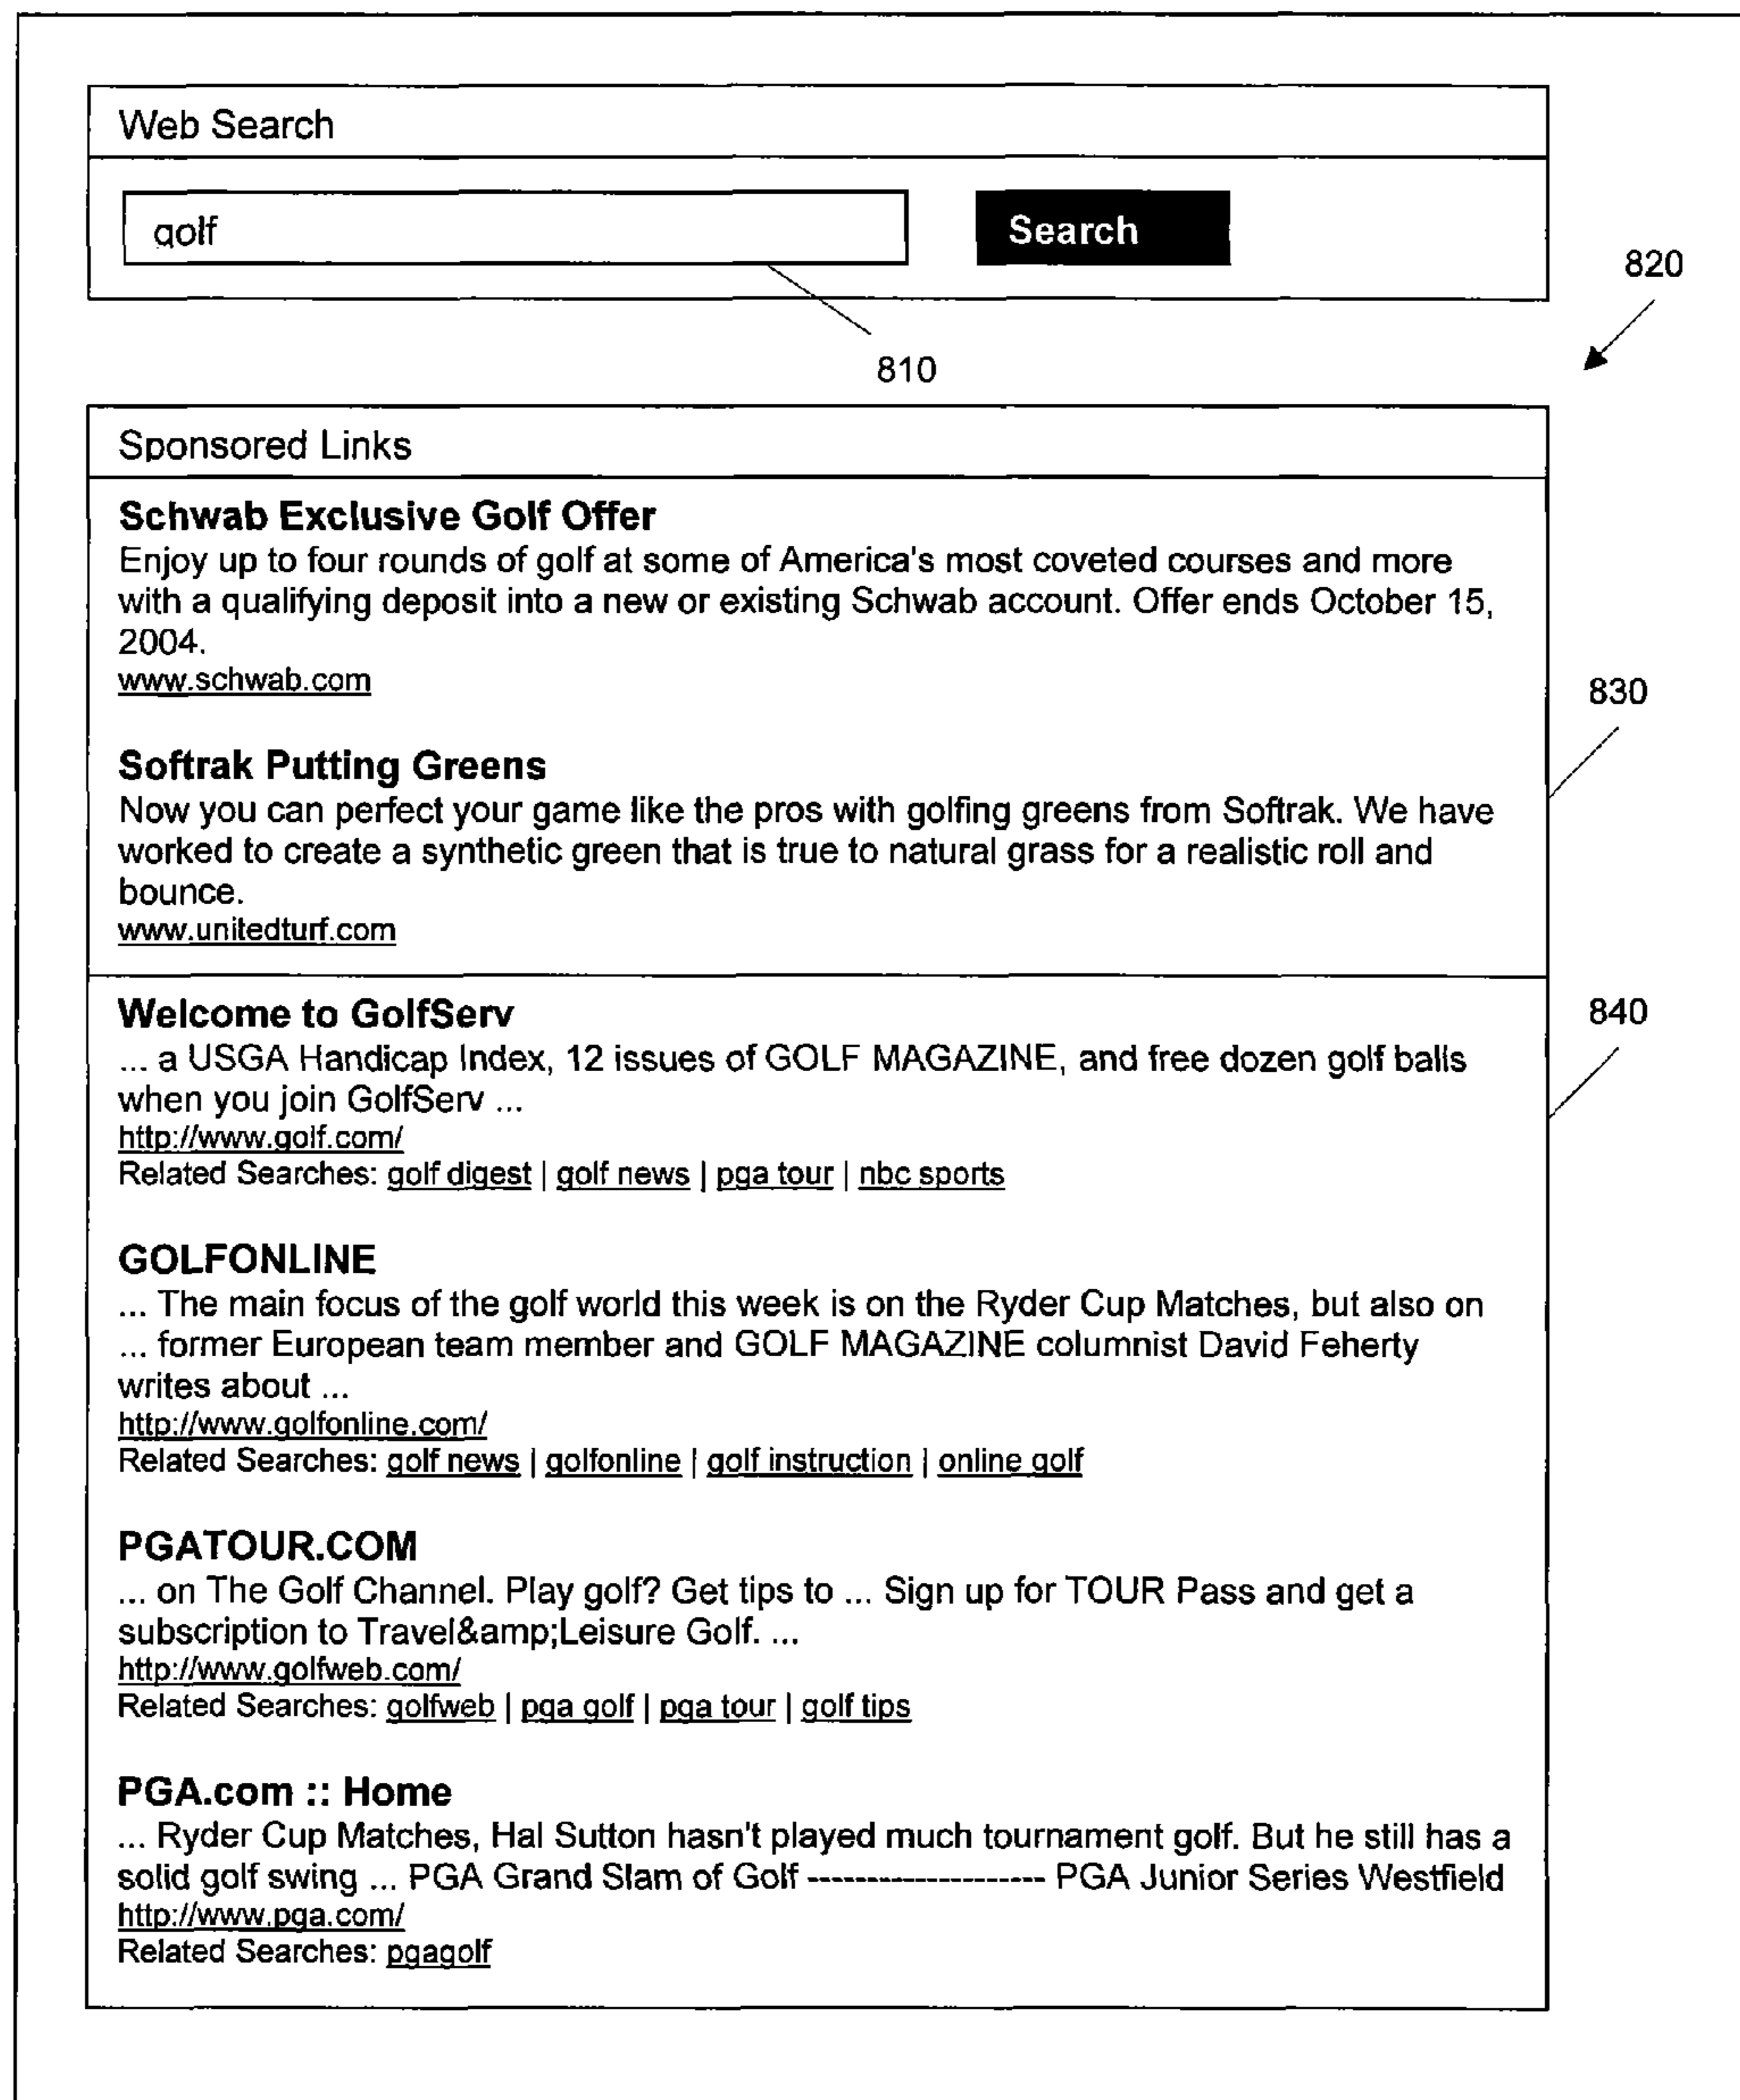 Web Search
golf
Search
820
810
Sponsored Links
Schwab Exclusive Golf Offer
Enjoy up to four rounds of golf at some of America's most coveted courses and more
with a qualifying deposit into a new or existing Schwab account. Offer ends October 15,
2004.
www.schwab.com
830
Softrak Putting Greens
Now you can perfect your game like the pros with golfing greens from Softrak. We have
worked to create a synthetic green that is true to natural grass for a realistic roll and
bounce.
www.unitedturf.com
Welcome to GolfServ
840
... a USGA Handicap Index, 12 issues of GOLF MAGAZINE, and free dozen golf balls
when you join GolfServ ...
http://www.golf.com/
Related Searches: golf digest | golf news | pga tour | nbc sports
GOLFONLINE
... The main focus of the golf world this week is on the Ryder Cup Matches, but also on
... former European team member and GOLF MAGAZINE columnist David Feherty
writes about ...
http://www.golfonline.com/
Related Searches: golf news | golfonline | golf instruction | online golf
PGATOUR.COM
... on The Golf Channel. Play golf? Get tips to ... Sign up for TOUR Pass and get a
subscription to Travel&amp;Leisure Golf. ...
http://www.golfweb.com/
Related Searches: golfweb | pga golf | pga tour | golf tips
PGA.com :: Home
... Ryder Cup Matches, Hal Sutton hasn't played much tournament golf. But he still has a
solid golf swing ... PGA Grand Slam of Golf -------------------- PGA Junior Series Westfield
http://www.pga.com/
Related Searches: pgagolf